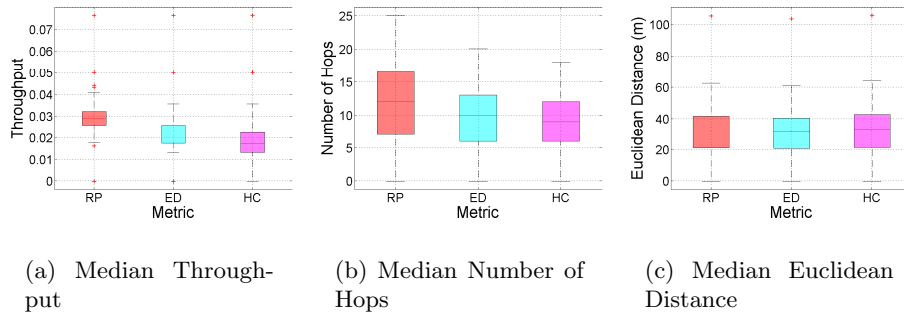 0.07
0.06
0.05
0.04
0.03
0.02
0.01
0
Throughput
RP ED HC
Metric
25
20
15
10
5
0
Number of Hops
RP ED HC
Metric
100
80
60
40
20
0
Euclidean Distance (m)
RP ED HC
Metric
(a) Median Through-
put
(b) Median Number of
Hops
(c) Median Euclidean
Distance